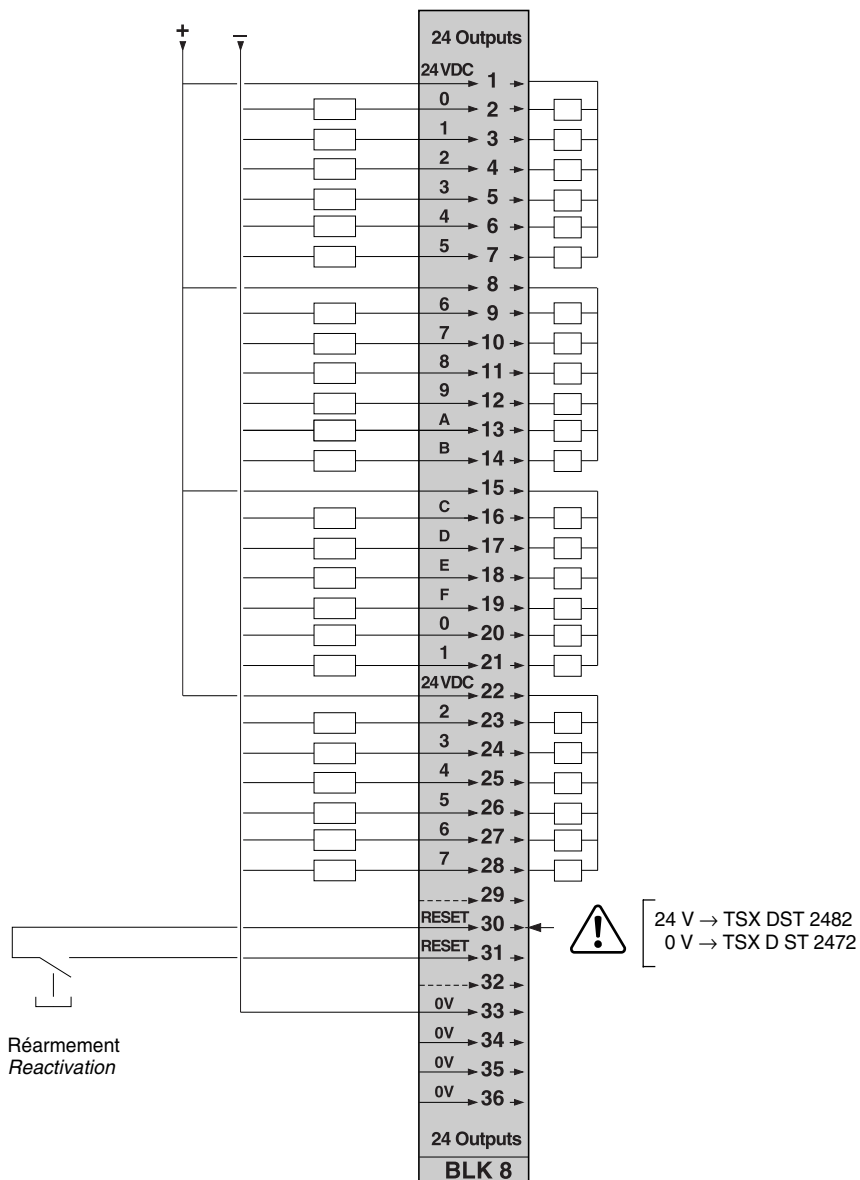 + –
24 Outputs
24 VDC 1
0 2
1 3
2 4
3 5
4 6
5 7
8
6 9
7 10
8 11
9 12
A 13
B 14
15
C 16
D 17
E 18
F 19
0 20
1 21
24 VDC 22
2 23
3 24
4 25
5 26
6 27
7 28
29
RESET 30
24 V → TSX DST 2482
0 V → TSX D ST 2472
RESET 31
32
0V 33
0V 34
0V 35
0V 36
Réarmement
Reactivation
24 Outputs
BLK 8